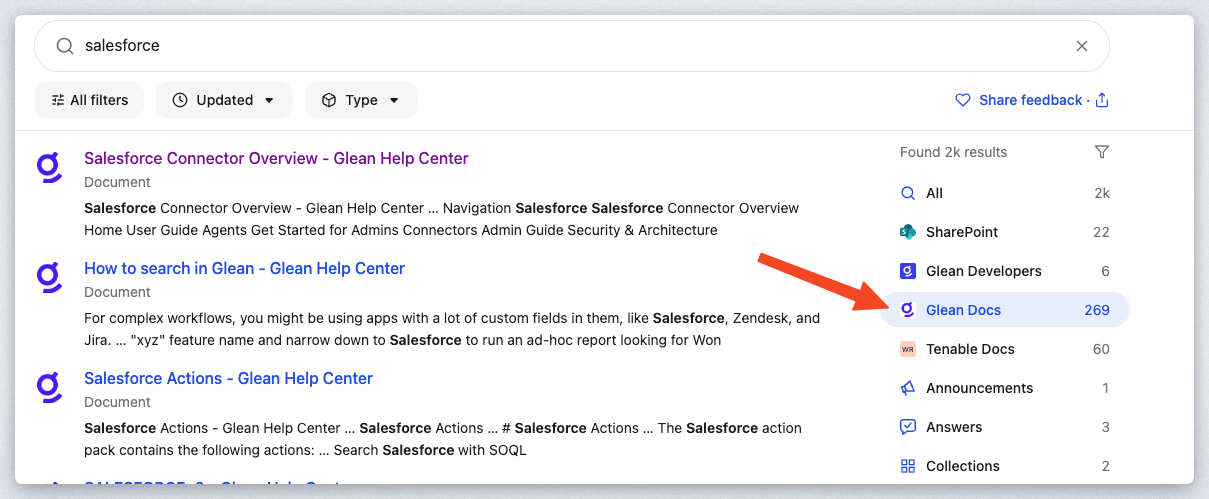 salesforce
All filters
Updated
Type
Share feedback ·
Salesforce Connector Overview - Glean Help Center
Document
Salesforce Connector Overview - Glean Help Center ... Navigation Salesforce Salesforce Connector Overview
Home User Guide Agents Get Started for Admins Connectors Admin Guide Security & Architecture
How to search in Glean - Glean Help Center
Document
For complex workflows, you might be using apps with a lot of custom fields in them, like Salesforce, Zendesk, and
Jira. ... "xyz" feature name and narrow down to Salesforce to run an ad-hoc report looking for Won
Salesforce Actions - Glean Help Center
Document
Salesforce Actions - Glean Help Center ... Salesforce Actions ... # Salesforce Actions ... The Salesforce action
pack contains the following actions: ... Search Salesforce with SOQL
Found 2k results
All 2k
SharePoint 22
Glean Developers 6
Glean Docs 269
WR Tenable Docs 60
Announcements 1
Answers 3
Collections 2